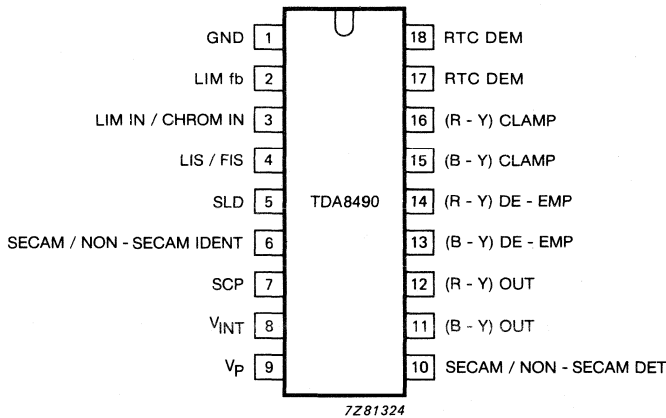 GND 1 18 RTC DEM
LIM fb 2 17 RTC DEM
LIM IN / CHROM IN 3 16 (R - Y) CLAMP
LIS / FIS 4 15 (B - Y) CLAMP
SLD 5 TDA8490 14 (R - Y) DE - EMP
SECAM / NON - SECAM IDENT 6 13 (B - Y) DE - EMP
SCP 7 12 (R - Y) OUT
VINT 8 11 (B - Y) OUT
VP 9 10 SECAM / NON - SECAM DET
7Z81324